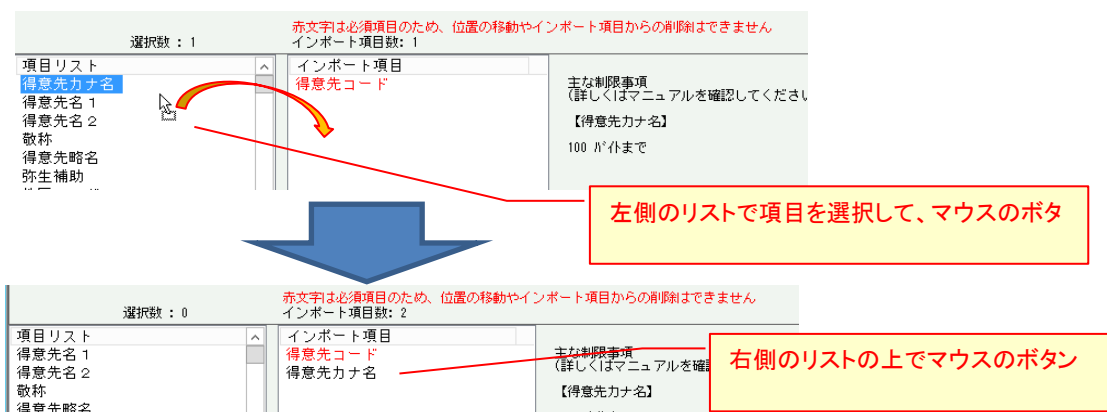 赤文字は必須項目のため、位置の移動やインポート項目からの削除はできません
選択数 : 1
インポート項目数: 1
項目リスト
インポート項目
得意先カナ名
得意先コード
主な制限事項
得意先名１
(詳しくはマニュアルを確認してくださ
得意先名２
【得意先カナ名】
敬称
100 ﾊﾞｲﾄまで
得意先略名
弥生補助
左側のリストで項目を選択して、マウスのボタ
赤文字は必須項目のため、位置の移動やインポート項目からの削除はできません
選択数 : 0
インポート項目数: 2
項目リスト
インポート項目
得意先名１
得意先コード
主な制限事項
得意先名２
得意先カナ名
(詳しくはマニュアルを確認
右側のリストの上でマウスのボタン
敬称
【得意先カナ名】
得意先略名